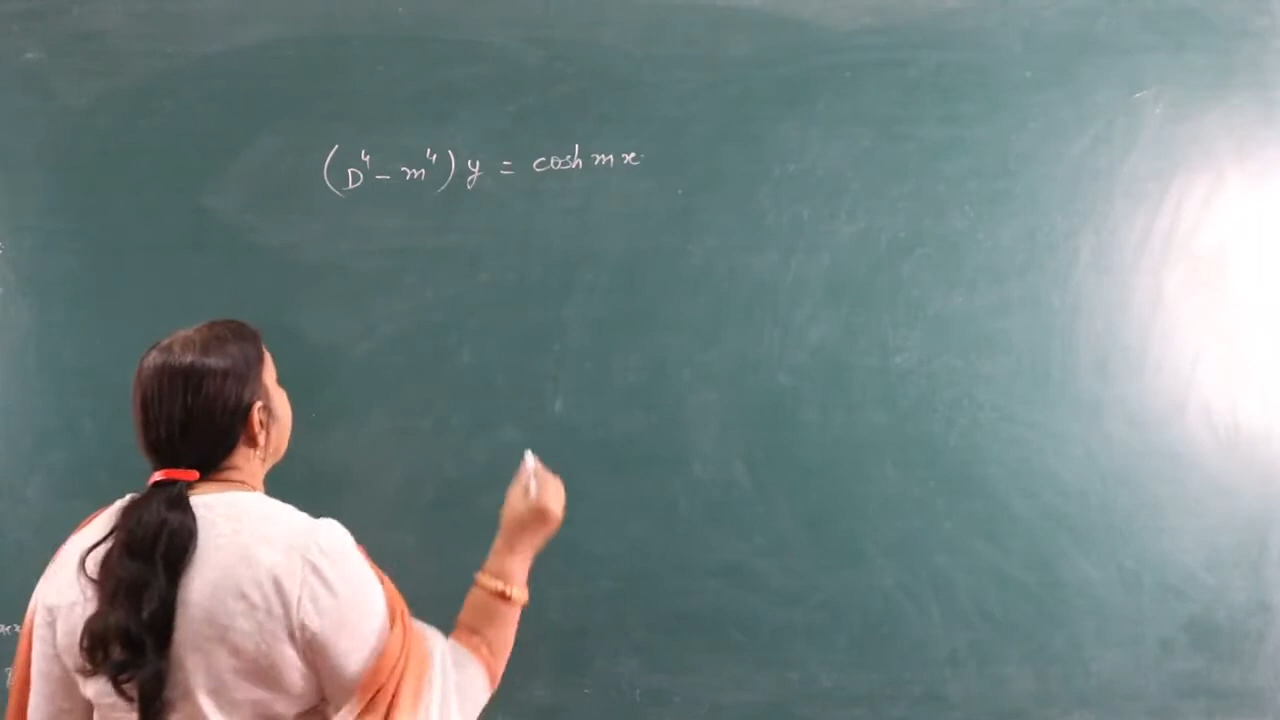 (D⁴ - m⁴) y = cosh m x